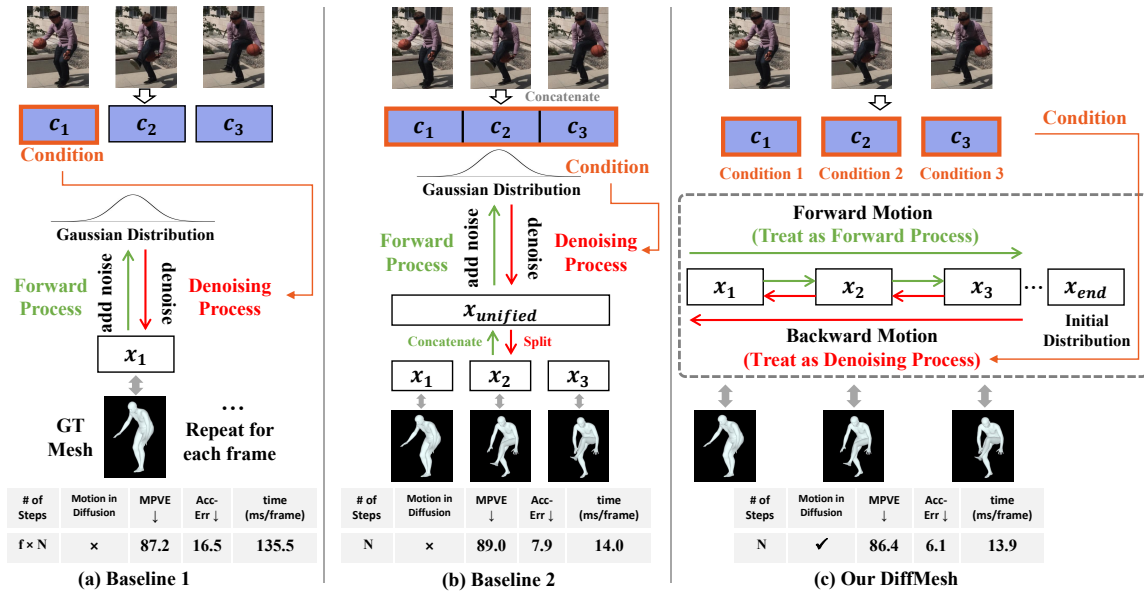 c₁
c₂
c₃
Condition
Gaussian Distribution
Forward
Process
add noise
denoise
Denoising
Process
x₁
GT
Mesh
...
Repeat for
each frame
# of
Steps
Motion in
Diffusion
MPVE
↓
Acc-
Err ↓
time
(ms/frame)
f × N
×
87.2
16.5
135.5
(a) Baseline 1
Concatenate
c₁
c₂
c₃
Condition
Gaussian Distribution
Forward
Process
add noise
denoise
Denoising
Process
x_unified
Concatenate
Split
x₁
x₂
x₃
# of
Steps
Motion in
Diffusion
MPVE
↓
Acc-
Err ↓
time
(ms/frame)
N
×
89.0
7.9
14.0
(b) Baseline 2
c₁
c₂
c₃
Condition
Condition 1
Condition 2
Condition 3
Forward Motion
(Treat as Forward Process)
x₁
x₂
x₃
...
x_end
Initial
Distribution
Backward Motion
(Treat as Denoising Process)
# of
Steps
Motion in
Diffusion
MPVE
↓
Acc-
Err ↓
time
(ms/frame)
N
✓
86.4
6.1
13.9
(c) Our DiffMesh